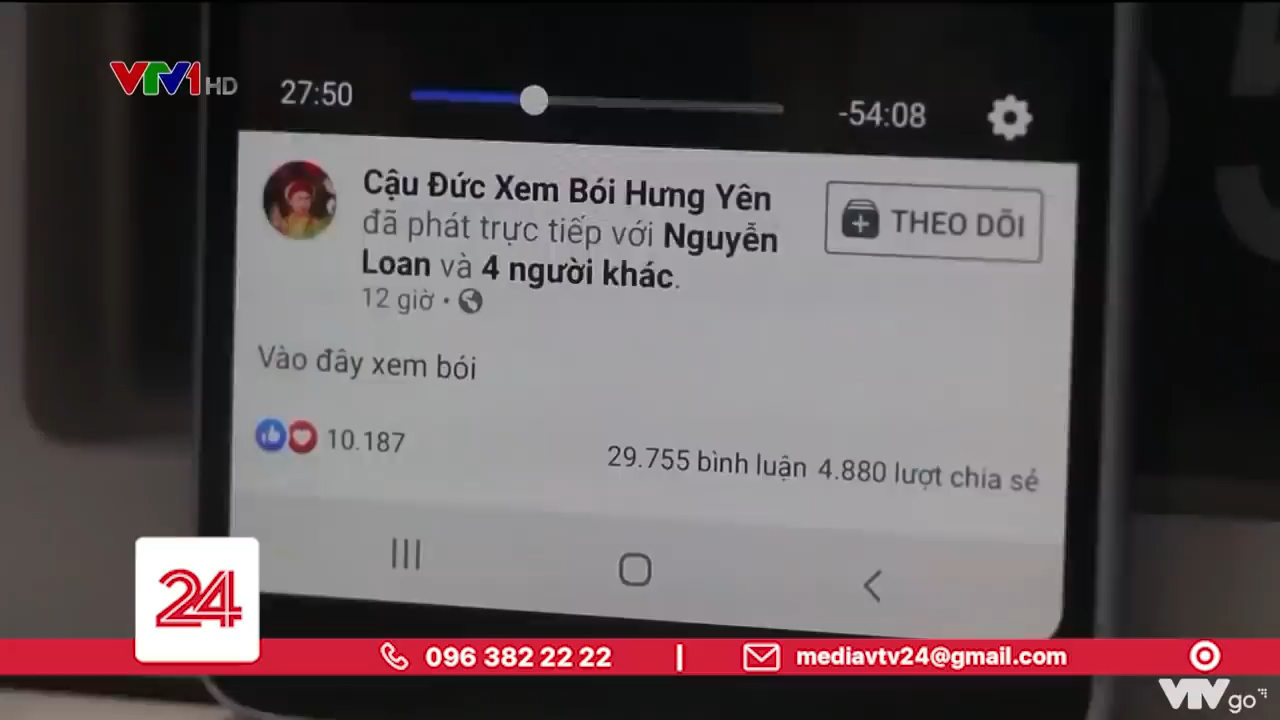 VTV1 HD
27:50
-54:08
Cậu Đức Xem Bói Hưng Yên
đã phát trực tiếp với Nguyễn
Loan và 4 người khác.
12 giờ ·
THEO DÕI
Vào đây xem bói
10.187
29.755 bình luận 4.880 lượt chia sẻ
24
096 382 22 22 | mediavtv24@gmail.com
VTV go